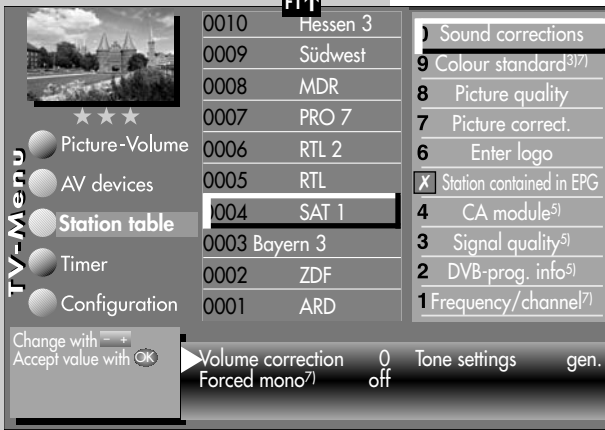 0010 Hessen 3
0009 Südwest
0008 MDR
0007 PRO 7
0006 RTL 2
0005 RTL
0004 SAT 1
0003 Bayern 3
0002 ZDF
0001 ARD
TV-Menu
Picture-Volume
AV devices
Station table
Timer
Configuration
0 Sound corrections
9 Colour standard3)7)
8 Picture quality
7 Picture correct.
6 Enter logo
✗ Station contained in EPG
4 CA module5)
3 Signal quality5)
2 DVB-prog. info5)
1 Frequency/channel7)
Change with - +
Accept value with OK
Volume correction 0 Tone settings gen.
Forced mono7) off